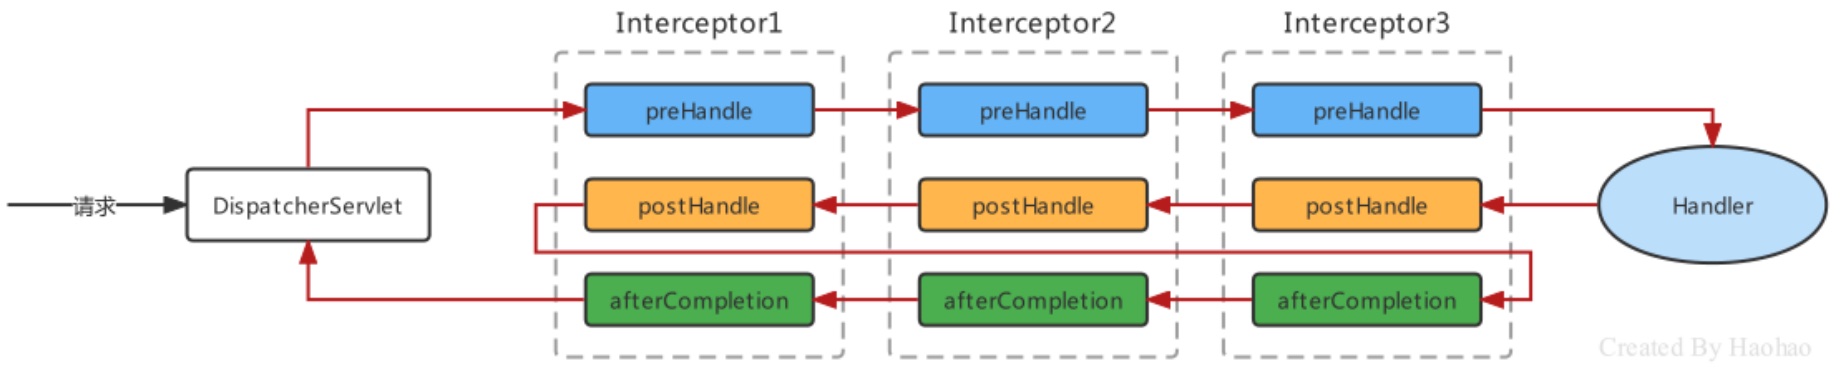 Interceptor1 Interceptor2 Interceptor3
preHandle preHandle preHandle
请求 DispatcherServlet postHandle postHandle postHandle Handler
afterCompletion afterCompletion afterCompletion
Created By Haohao